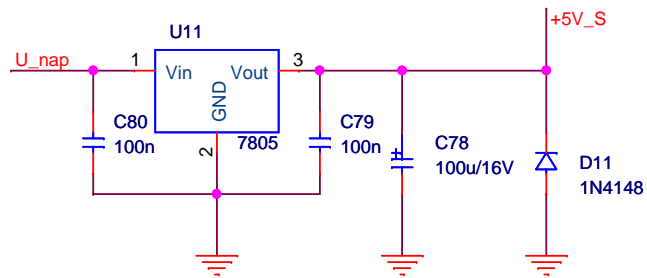 +5V_S
U11
U_nap
1
3
Vin
Vout
GND
C80
100n
2
7805
C79
100n
C78
+
100u/16V
D11
1N4148